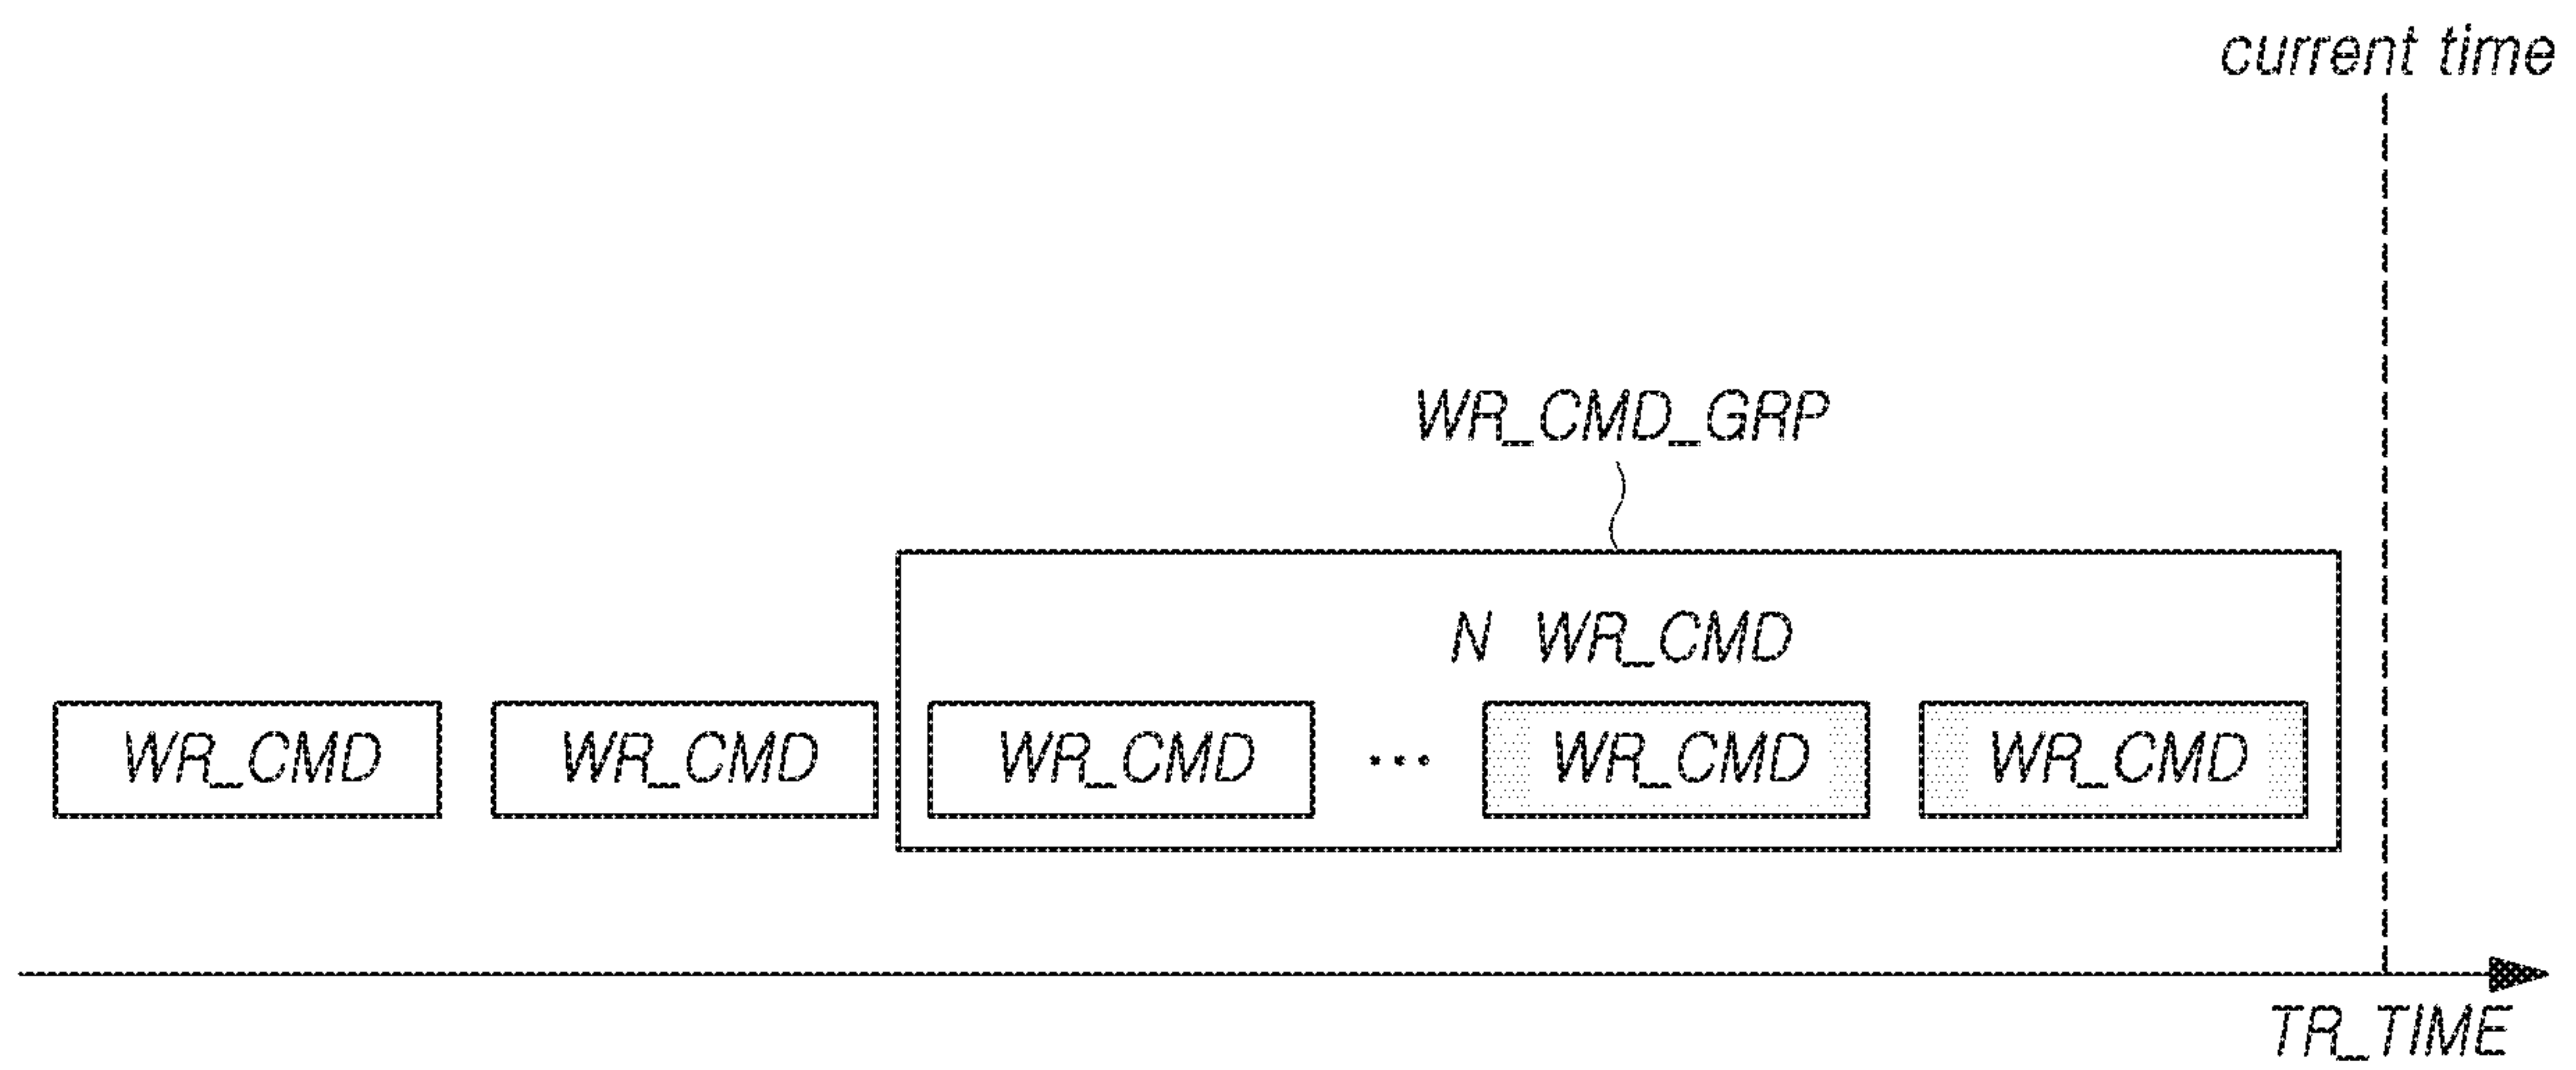 current time
WR_CMD_GRP
N WR_CMD
WR_CMD WR_CMD WR_CMD ... WR_CMD WR_CMD
TR_TIME